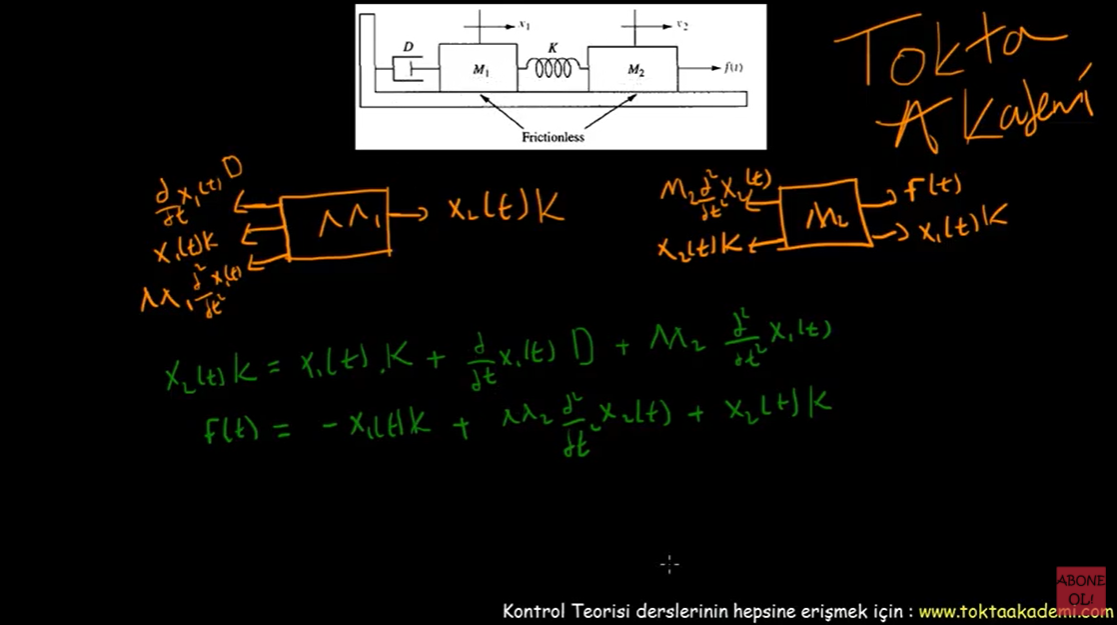 x₁ x₂
D K
M₁ M₂ f(t)
Frictionless
Tokta
Akademi
d/dt x₁(t) D
x₁(t)K
M₁ d²/dt² x₁(t)
M₁
x₂(t)K
M₂ d²/dt² x₂(t)
x₂(t)K
M₂
f(t)
x₁(t)K
x₂(t)K = x₁(t).K + d/dt x₁(t) D + M₂ d²/dt² x₁(t)
f(t) = -x₁(t)K + M₂ d²/dt² x₂(t) + x₂(t)K
ABONE
OL!
Kontrol Teorisi derslerinin hepsine erişmek için : www.toktaakademi.com